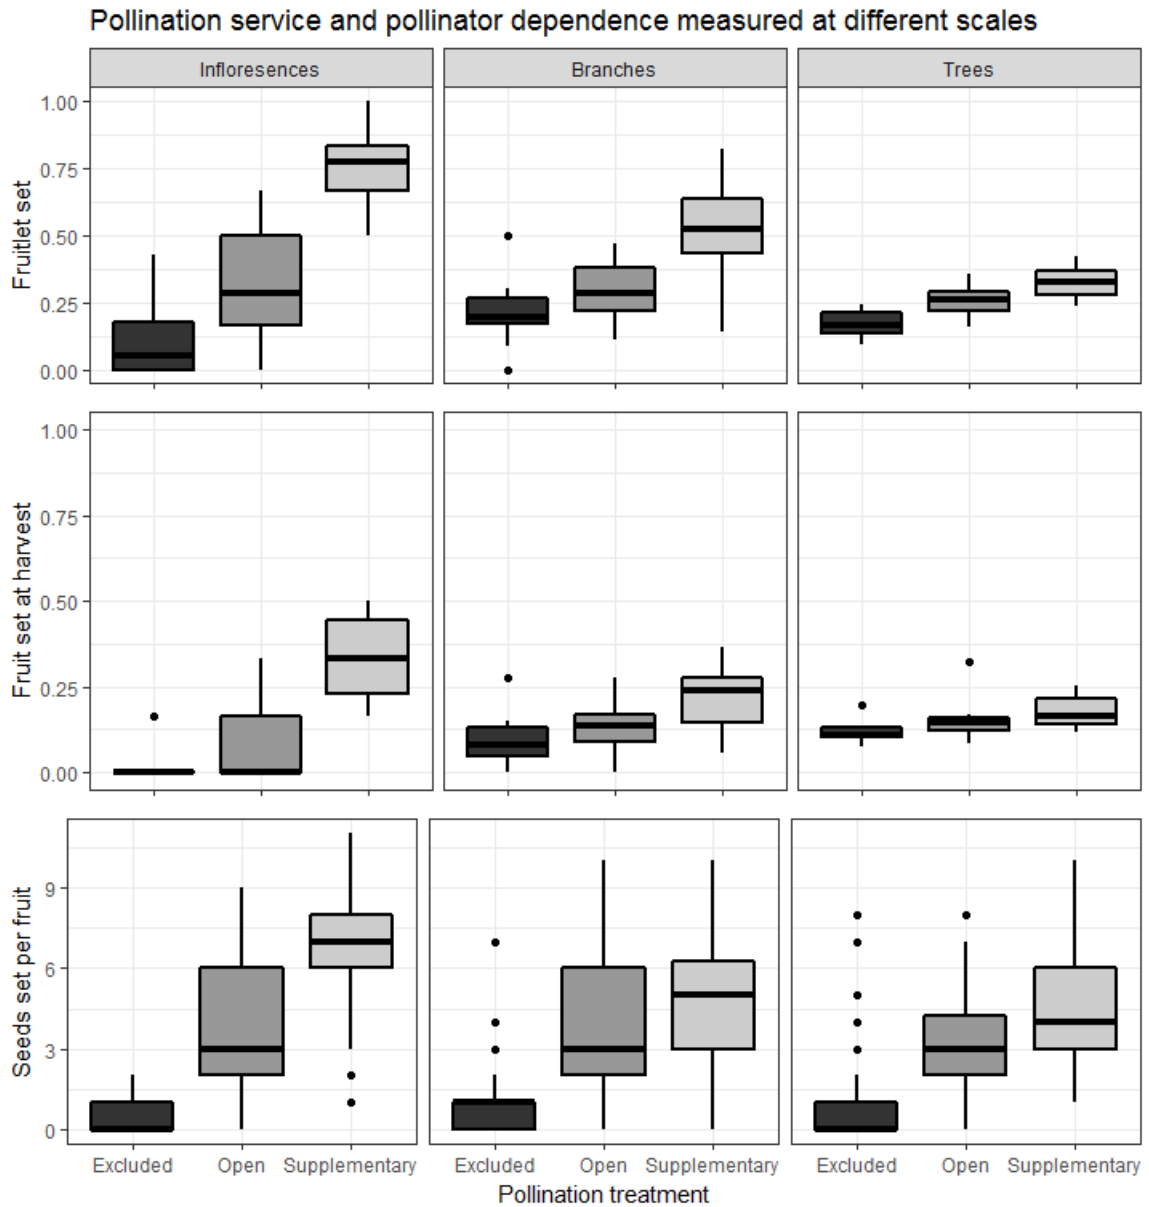 Pollination service and pollinator dependence measured at different scales
Infloresences Branches Trees
Fruitlet set
1.00
0.75
0.50
0.25
0.00
Fruit set at harvest
1.00
0.75
0.50
0.25
0.00
Seeds set per fruit
9
6
3
0
Excluded Open Supplementary Excluded Open Supplementary Excluded Open Supplementary
Pollination treatment